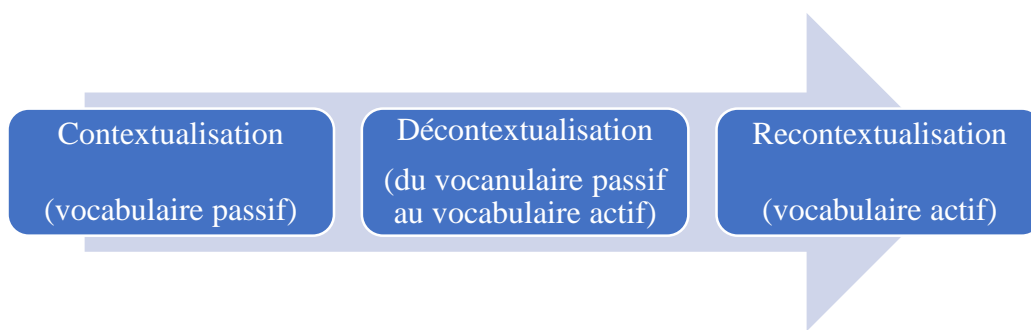 Contextualisation
(vocabulaire passif)
Décontextualisation
(du vocanulaire passif
au vocabulaire actif)
Recontextualisation
(vocabulaire actif)